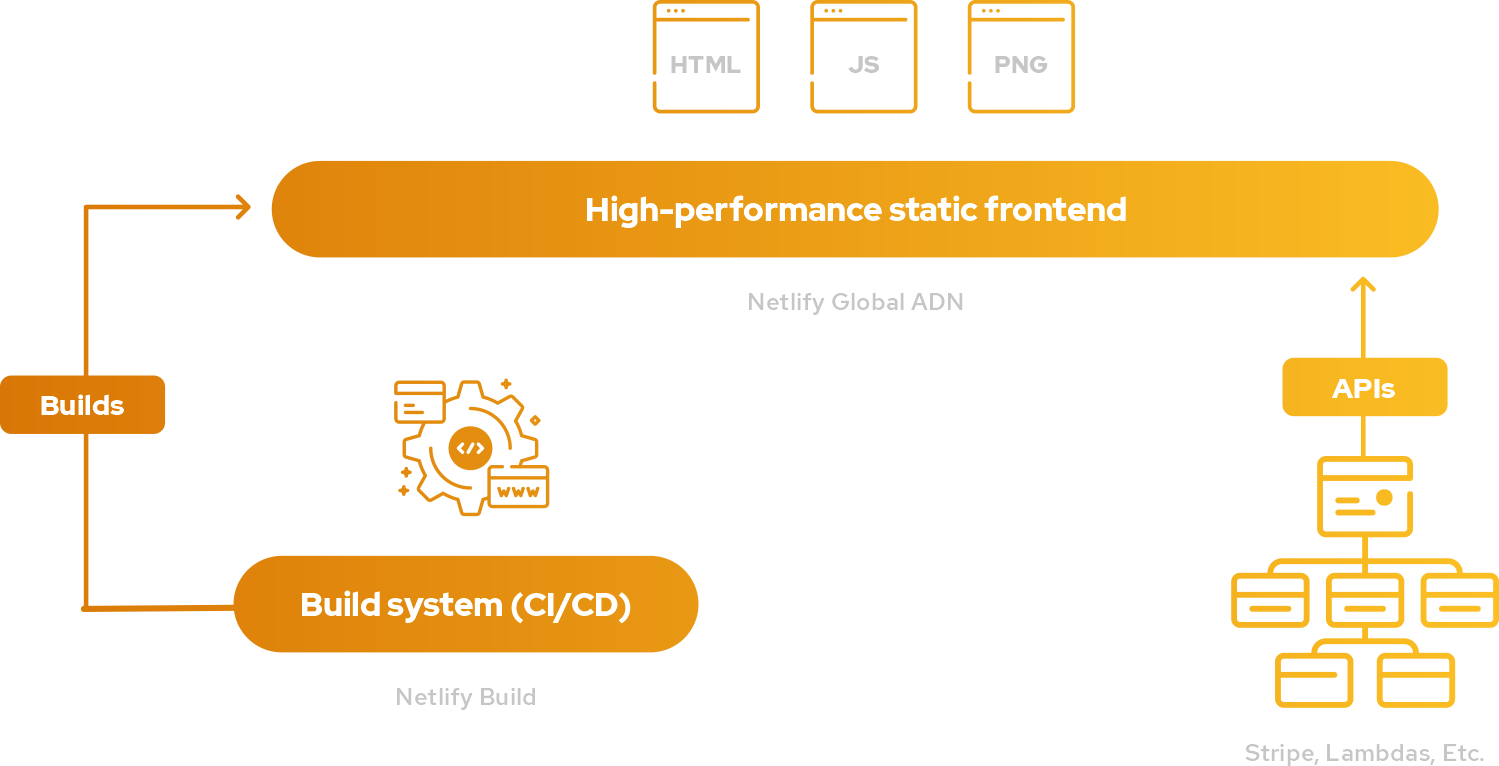 HTML
JS
PNG
High-performance static frontend
Netlify Global ADN
Builds
APIs
</>
WWW
Build system (CI/CD)
Netlify Build
Stripe, Lambdas, Etc.